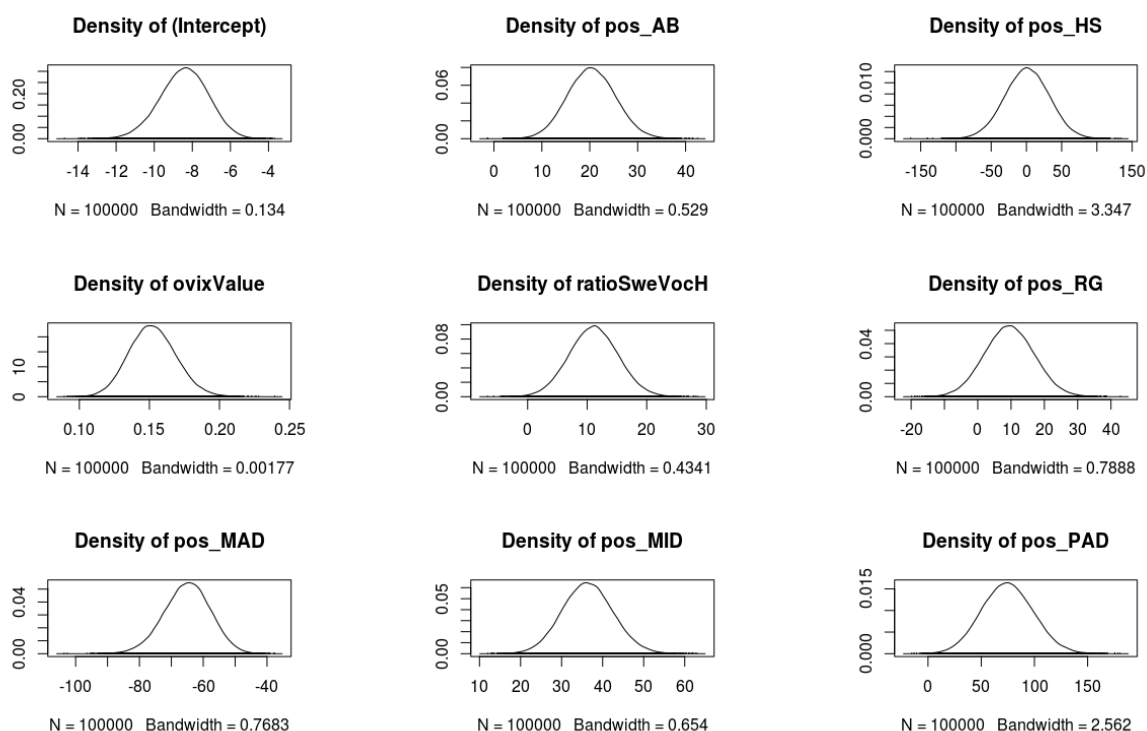 Density of (Intercept)
0.00 0.20
-14 -12 -10 -8 -6 -4
N = 100000 Bandwidth = 0.134
Density of pos_AB
0.00 0.06
0 10 20 30 40
N = 100000 Bandwidth = 0.529
Density of pos_HS
0.000 0.010
-150 -50 0 50 150
N = 100000 Bandwidth = 3.347
Density of ovixValue
0 10
0.10 0.15 0.20 0.25
N = 100000 Bandwidth = 0.00177
Density of ratioSweVocH
0.00 0.08
0 10 20 30
N = 100000 Bandwidth = 0.4341
Density of pos_RG
0.00 0.04
-20 0 10 20 30 40
N = 100000 Bandwidth = 0.7888
Density of pos_MAD
0.00 0.04
-100 -80 -60 -40
N = 100000 Bandwidth = 0.7683
Density of pos_MID
0.00 0.05
10 20 30 40 50 60
N = 100000 Bandwidth = 0.654
Density of pos_PAD
0.000 0.015
0 50 100 150
N = 100000 Bandwidth = 2.562